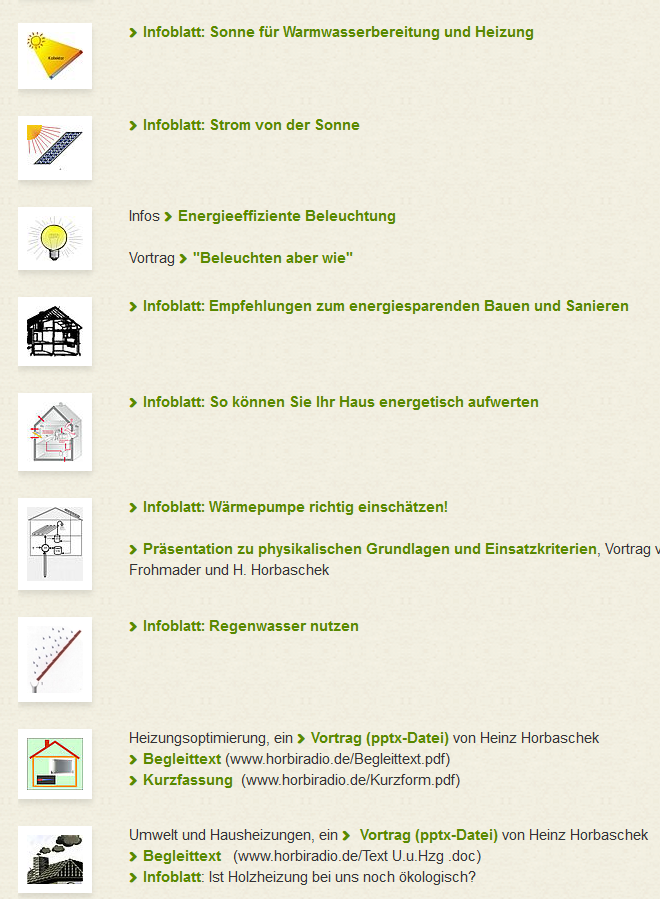 Infoblatt: Sonne für Warmwasserbereitung und Heizung
Infoblatt: Strom von der Sonne
Infos Energieeffiziente Beleuchtung
Vortrag "Beleuchten aber wie"
Infoblatt: Empfehlungen zum energiesparenden Bauen und Sanieren
Infoblatt: So können Sie Ihr Haus energetisch aufwerten
Infoblatt: Wärmepumpe richtig einschätzen!
Präsentation zu physikalischen Grundlagen und Einsatzkriterien, Vortrag
Frohmader und H. Horbaschek
Infoblatt: Regenwasser nutzen
Heizungsoptimierung, ein Vortrag (pptx-Datei) von Heinz Horbaschek
Begleittext (www.horbiradio.de/Begleittext.pdf)
Kurzfassung (www.horbiradio.de/Kurzform.pdf)
Umwelt und Hausheizungen, ein Vortrag (pptx-Datei) von Heinz Horbaschek
Begleittext (www.horbiradio.de/Text U.u.Hzg .doc)
Infoblatt: Ist Holzheizung bei uns noch ökologisch?